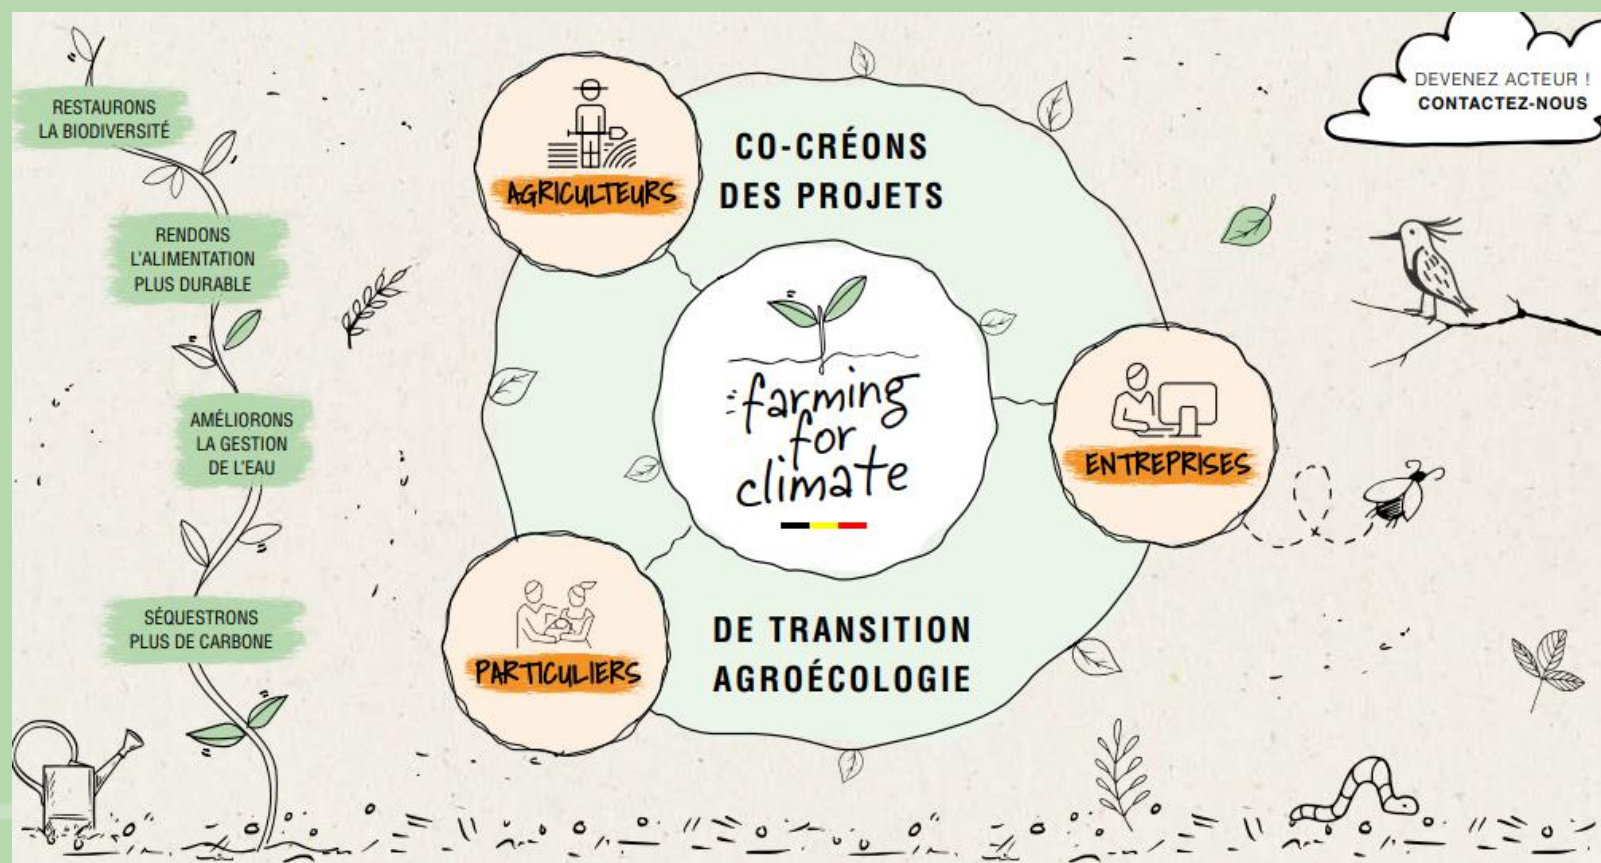 RESTAURONS
LA BIODIVERSITÉ
RENDONS
L'ALIMENTATION
PLUS DURABLE
AMÉLIORONS
LA GESTION
DE L'EAU
SÉQUESTRONS
PLUS DE CARBONE
AGRICULTEURS
CO-CRÉONS
DES PROJETS
farming
for
climate
ENTREPRISES
PARTICULIERS
DE TRANSITION
AGROÉCOLOGIE
DEVENEZ ACTEUR !
CONTACTEZ-NOUS